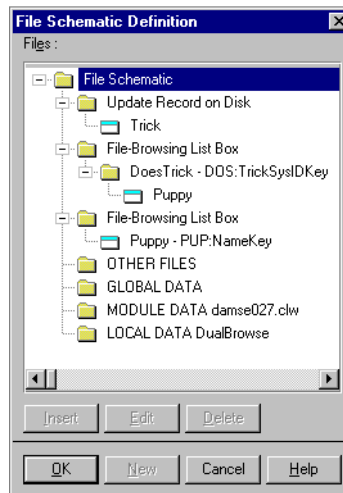 File Schematic Definition
Files :
File Schematic
Update Record on Disk
Trick
File-Browsing List Box
DoesTrick - DOS:TrickSysIDKey
Puppy
File-Browsing List Box
Puppy - PUP:NameKey
OTHER FILES
GLOBAL DATA
MODULE DATA damse027.clw
LOCAL DATA DualBrowse
Insert Edit Delete
OK New Cancel Help